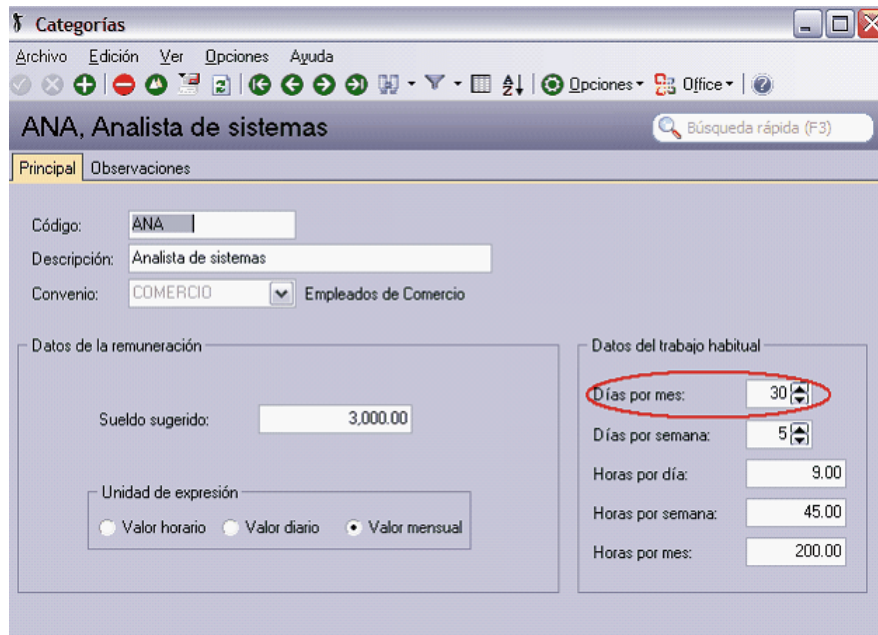 Categorías
Archivo Edición Ver Opciones Ayuda
Opciones Office
ANA, Analista de sistemas
Búsqueda rápida (F3)
Principal Observaciones
Código: ANA
Descripción: Analista de sistemas
Convenio: COMERCIO Empleados de Comercio
Datos de la remuneración
Sueldo sugerido: 3,000.00
Unidad de expresión
Valor horario Valor diario Valor mensual
Datos del trabajo habitual
Días por mes: 30
Días por semana: 5
Horas por día: 9.00
Horas por semana: 45.00
Horas por mes: 200.00